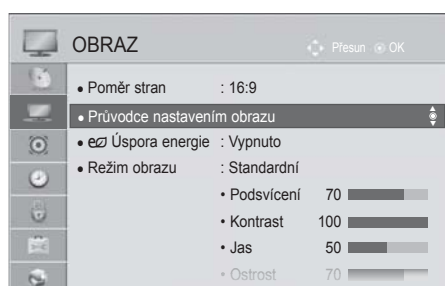 OBRAZ Přesun OK
• Poměr stran : 16:9
• Průvodce nastavením obrazu
• Úspora energie : Vypnuto
• Režim obrazu : Standardní
• Podsvícení 70
• Kontrast 100
• Jas 50
• Ostrost 70